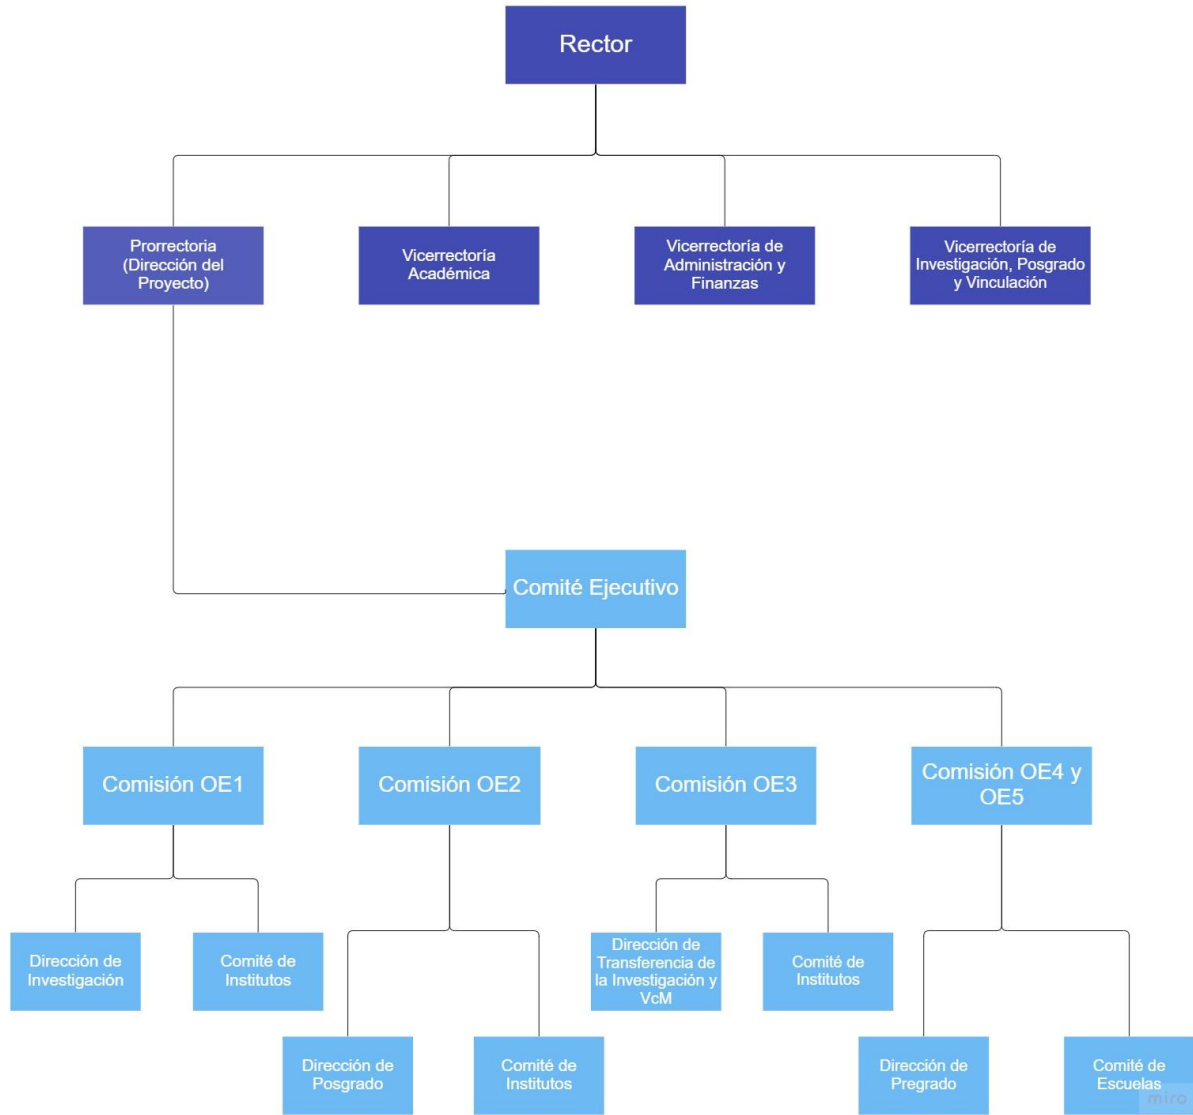 Rector
Prorrectoria
(Dirección del
Proyecto)
Vicerrectoría
Académica
Vicerrectoría de
Administración y
Finanzas
Vicerrectoría de
Investigación, Posgrado
y Vinculación
Comité Ejecutivo
Comisión OE1
Comisión OE2
Comisión OE3
Comisión OE4 y
OE5
Dirección de
Investigación
Comité de
Institutos
Dirección de
Transferencia de
la Investigación y
VcM
Comité de
Institutos
Dirección de
Posgrado
Comité de
Institutos
Dirección de
Pregrado
Comité de
Escuelas
miro